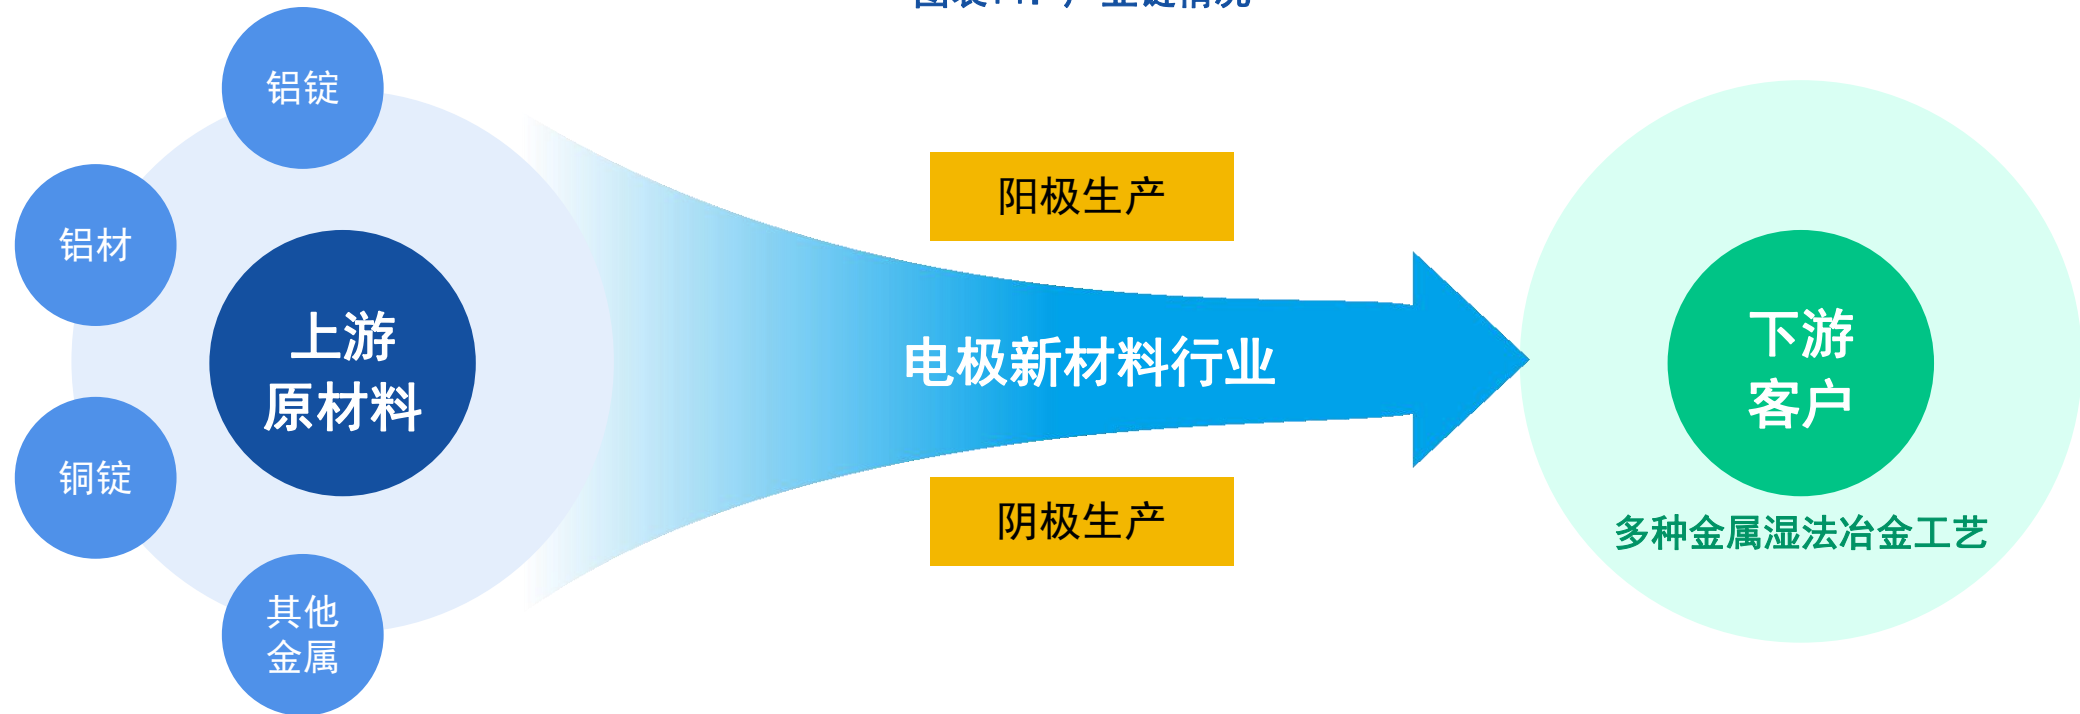 铝锭
铝材
上游
原材料
铜锭
其他
金属
阳极生产
电极新材料行业
阴极生产
下游
客户
多种金属湿法冶金工艺